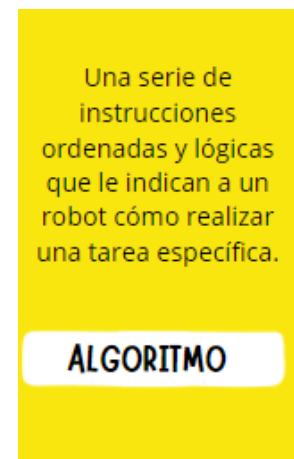 Una serie de
instrucciones
ordenadas y lógicas
que le indican a un
robot cómo realizar
una tarea específica.
ALGORITMO